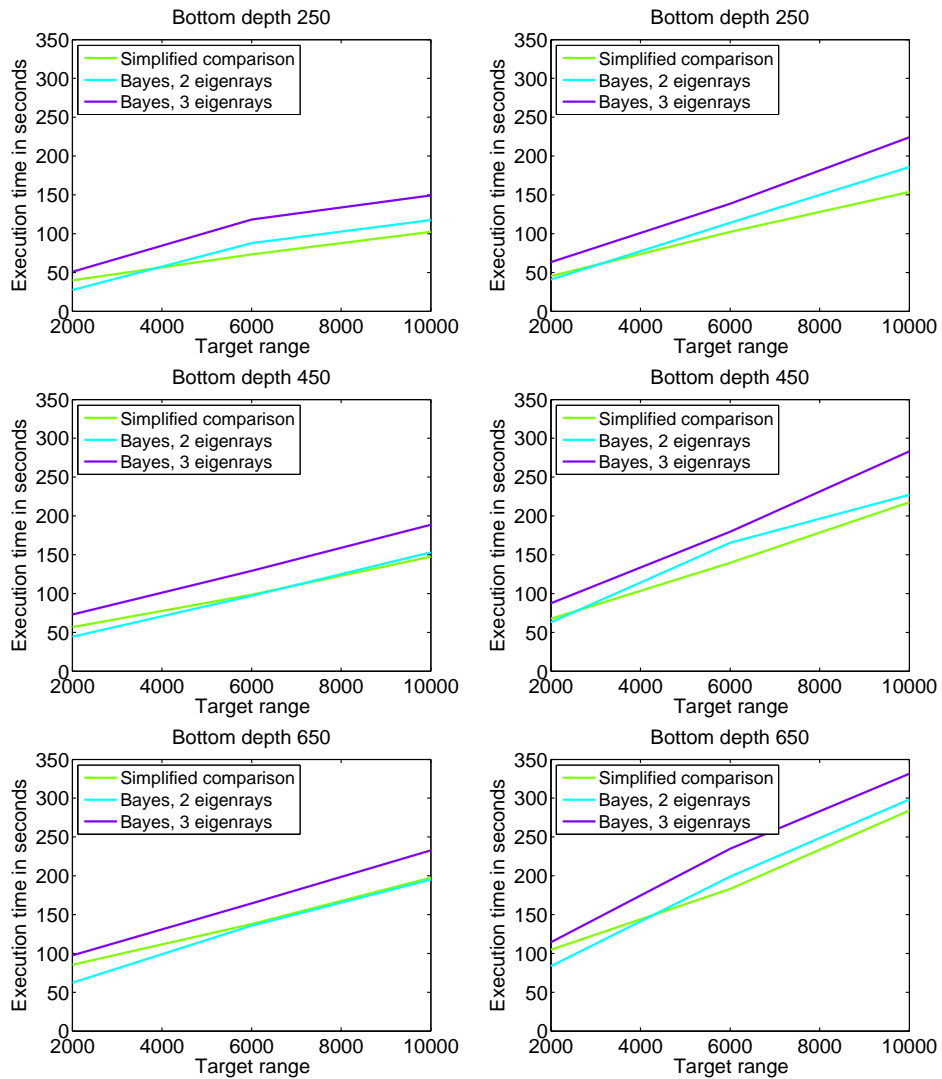 Bottom depth 250
350
300
250
200
150
100
50
0
Execution time in seconds
Simplified comparison
Bayes, 2 eigenrays
Bayes, 3 eigenrays
2000 4000 6000 8000 10000
Target range
Bottom depth 250
350
300
250
200
150
100
50
0
Execution time in seconds
Simplified comparison
Bayes, 2 eigenrays
Bayes, 3 eigenrays
2000 4000 6000 8000 10000
Target range
Bottom depth 450
350
300
250
200
150
100
50
0
Execution time in seconds
Simplified comparison
Bayes, 2 eigenrays
Bayes, 3 eigenrays
2000 4000 6000 8000 10000
Target range
Bottom depth 450
350
300
250
200
150
100
50
0
Execution time in seconds
Simplified comparison
Bayes, 2 eigenrays
Bayes, 3 eigenrays
2000 4000 6000 8000 10000
Target range
Bottom depth 650
350
300
250
200
150
100
50
0
Execution time in seconds
Simplified comparison
Bayes, 2 eigenrays
Bayes, 3 eigenrays
2000 4000 6000 8000 10000
Target range
Bottom depth 650
350
300
250
200
150
100
50
0
Execution time in seconds
Simplified comparison
Bayes, 2 eigenrays
Bayes, 3 eigenrays
2000 4000 6000 8000 10000
Target range